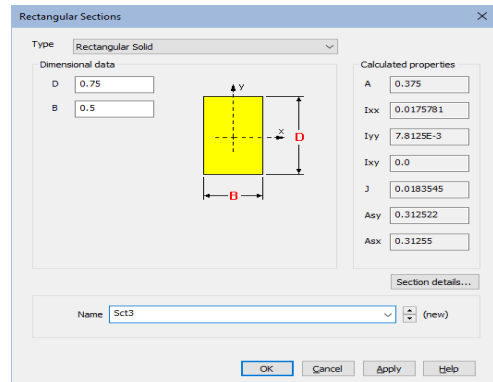 Rectangular Sections
Type Rectangular Solid
Dimensional data
D 0.75
B 0.5
y
x
D
B
Calculated properties
A 0.375
Ixx 0.0175781
Iyy 7.8125E-3
Ixy 0.0
J 0.0183545
Asy 0.312522
Asx 0.31255
Section details...
Name Sct3 (new)
OK Cancel Apply Help